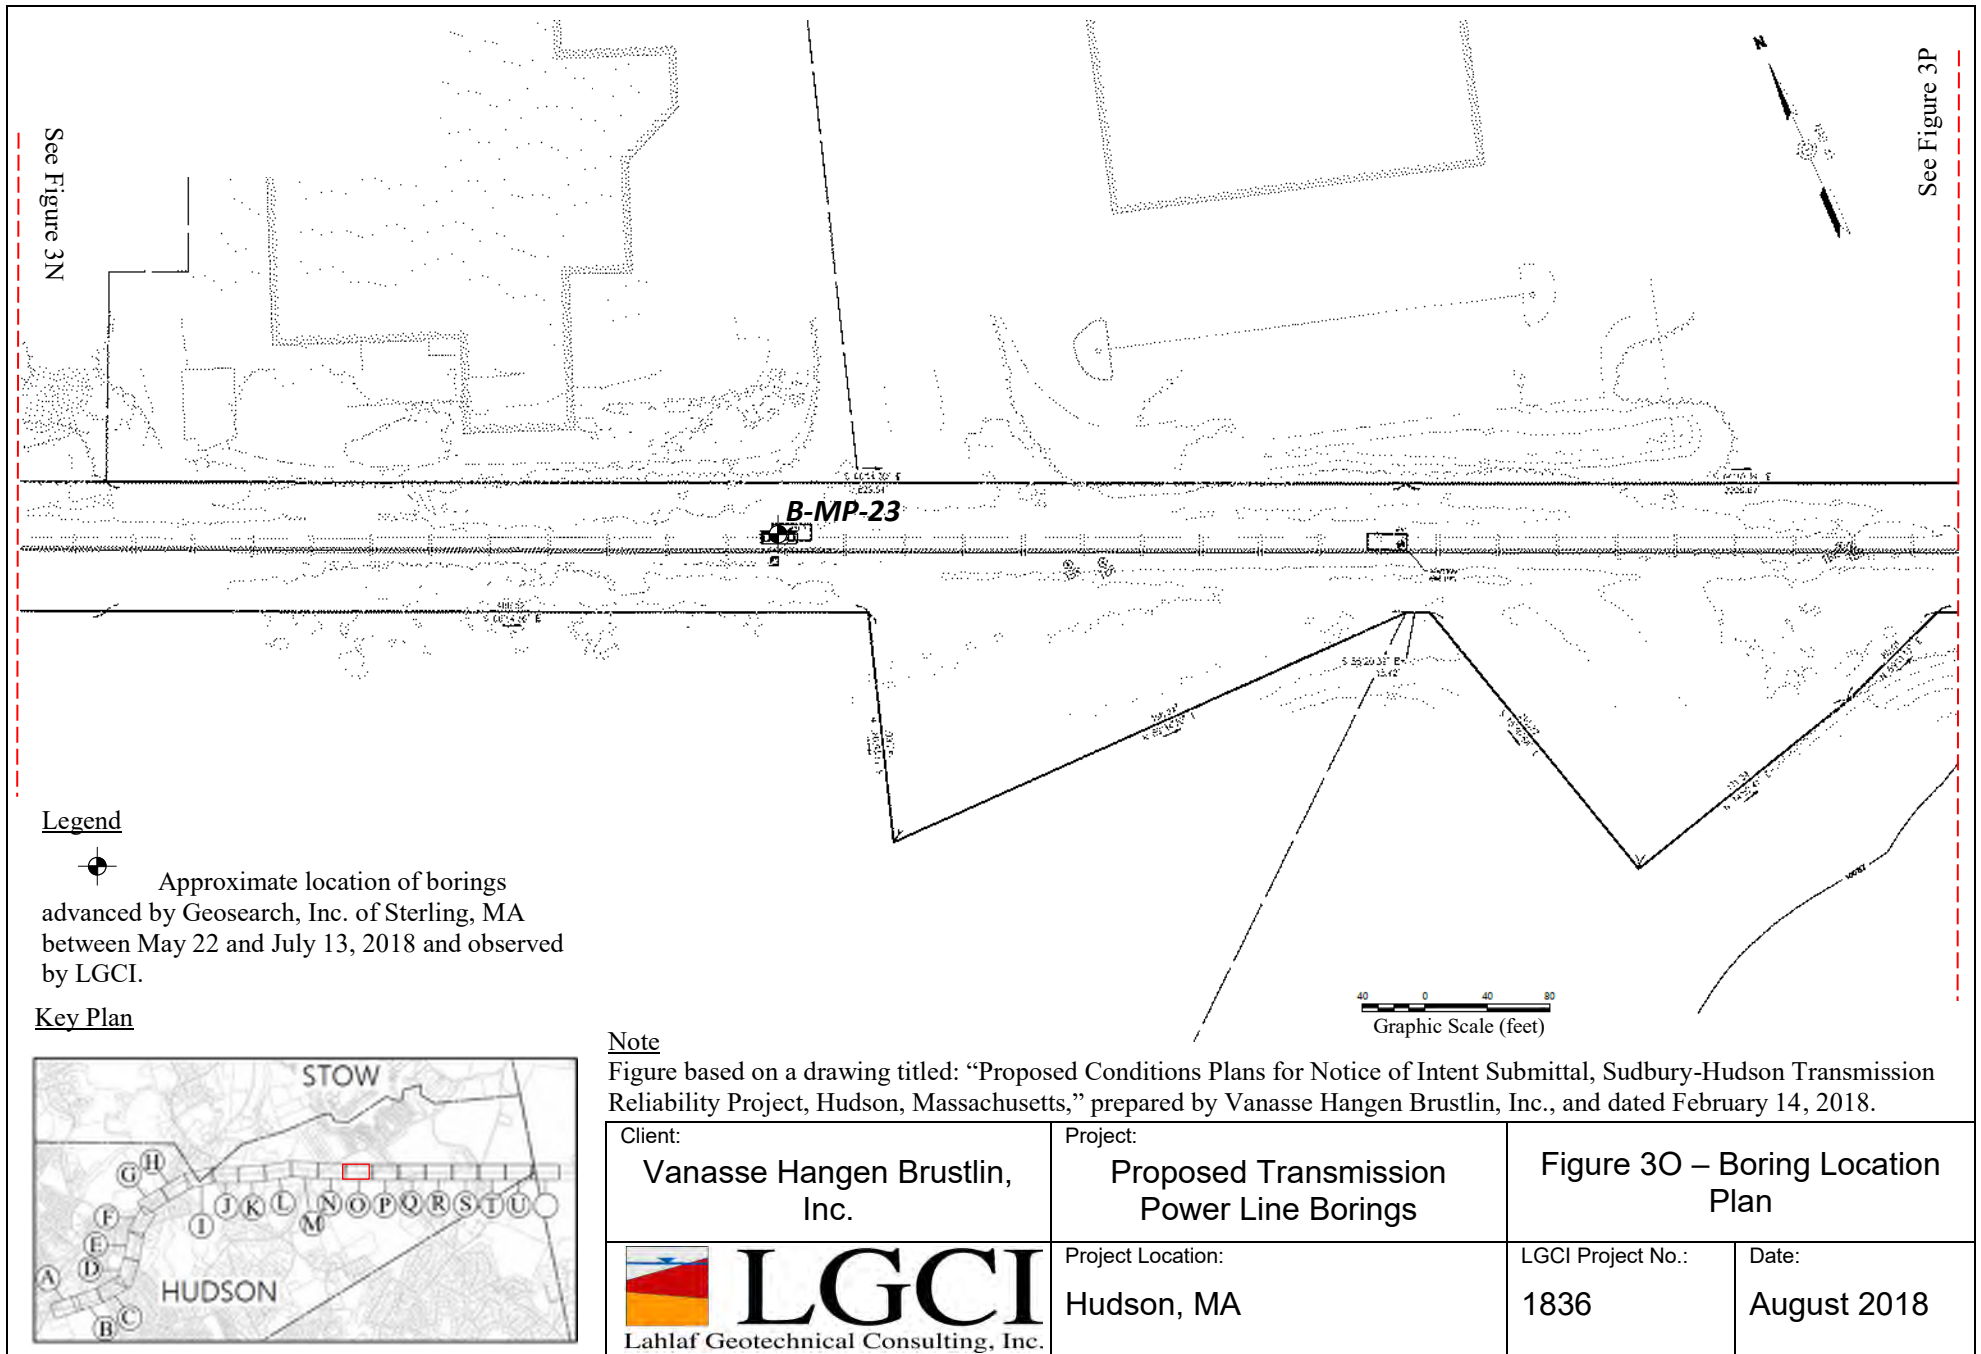 N
See Figure 3N
See Figure 3P
B-MP-23
Legend
Approximate location of borings
advanced by Geosearch, Inc. of Sterling, MA
between May 22 and July 13, 2018 and observed
by LGCI.
40 0 40 80
Graphic Scale (feet)
Key Plan
STOW
HUDSON
A
B
C
D
E
F
G
H
I
J
K
L
M
N
O
P
Q
R
S
T
U
Note
Figure based on a drawing titled: “Proposed Conditions Plans for Notice of Intent Submittal, Sudbury-Hudson Transmission
Reliability Project, Hudson, Massachusetts,” prepared by Vanasse Hangen Brustlin, Inc., and dated February 14, 2018.
Client:
Vanasse Hangen Brustlin,
Inc.
Project:
Proposed Transmission
Power Line Borings
Figure 3O – Boring Location
Plan
LGCI
Lahlaf Geotechnical Consulting, Inc.
Project Location:
Hudson, MA
LGCI Project No.:
1836
Date:
August 2018